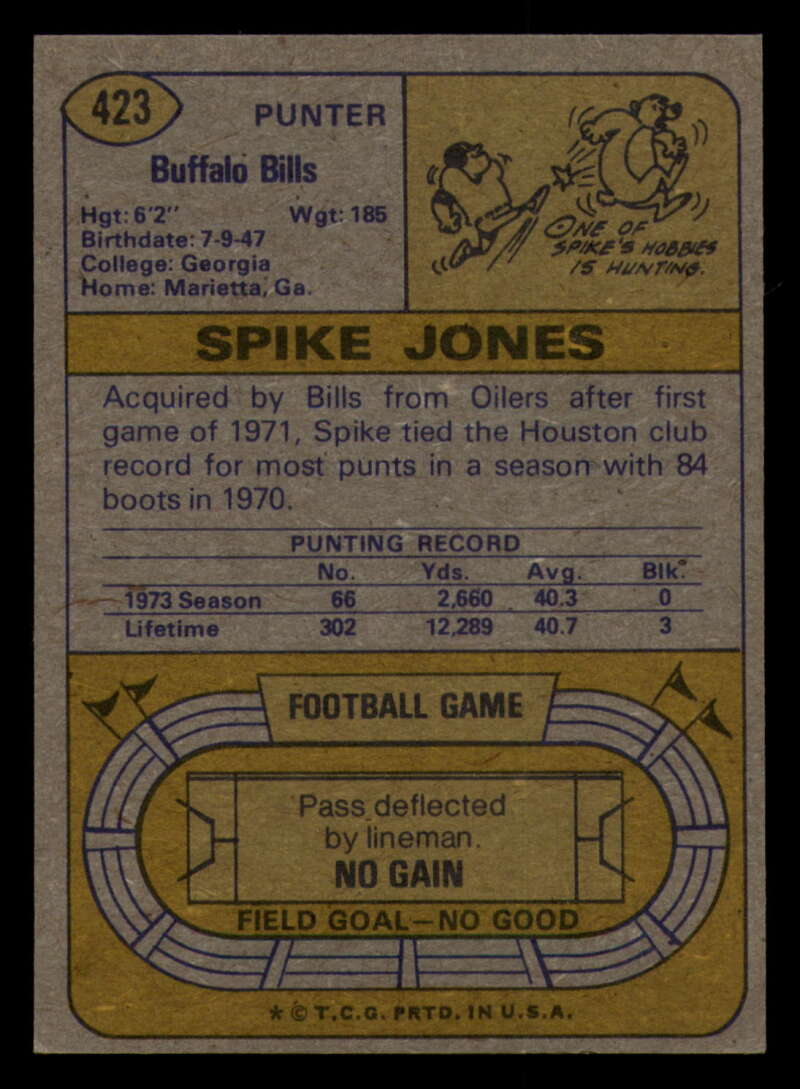 423
PUNTER
Buffalo Bills
Hgt: 6'2" Wgt: 185
Birthdate: 7-9-47
College: Georgia
Home: Marietta, Ga.
ONE OF
SPIKE'S HOBBIES
IS HUNTING.
SPIKE JONES
Acquired by Bills from Oilers after first
game of 1971, Spike tied the Houston club
record for most punts in a season with 84
boots in 1970.
PUNTING RECORD
No. Yds. Avg. Blk.
1973 Season 66 2,660 40.3 0
Lifetime 302 12,289 40.7 3
FOOTBALL GAME
Pass deflected
by lineman.
NO GAIN
FIELD GOAL—NO GOOD
* © T.C.G. PRTD. IN U.S.A.